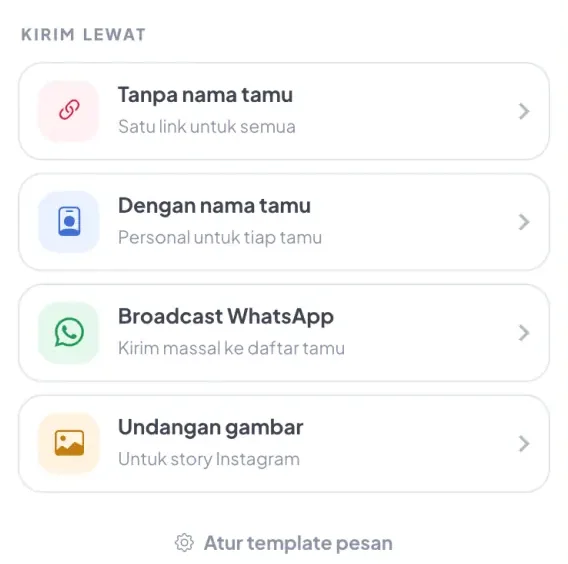 KIRIM LEWAT
Tanpa nama tamu
Satu link untuk semua
Dengan nama tamu
Personal untuk tiap tamu
Broadcast WhatsApp
Kirim massal ke daftar tamu
Undangan gambar
Untuk story Instagram
Atur template pesan